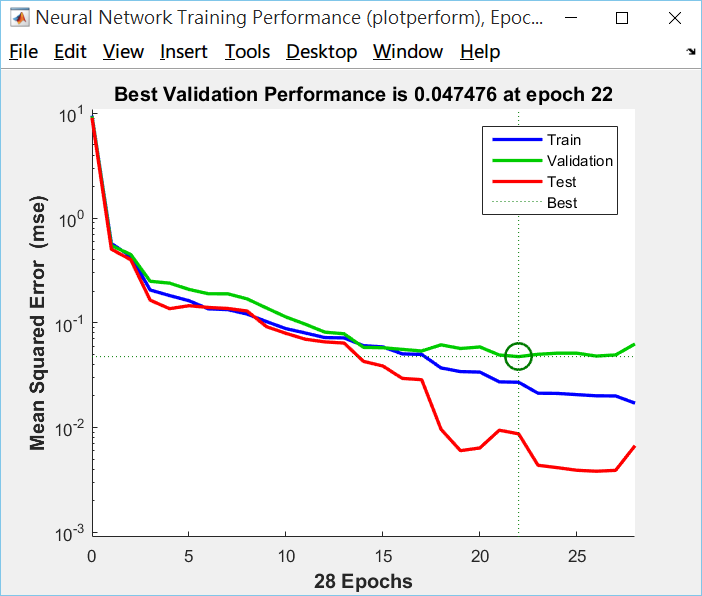 Neural Network Training Performance (plotperform), Epoc...
File Edit View Insert Tools Desktop Window Help
Best Validation Performance is 0.047476 at epoch 22
Mean Squared Error (mse)
10^1
10^0
10^-1
10^-2
10^-3
Train
Validation
Test
Best
0 5 10 15 20 25
28 Epochs